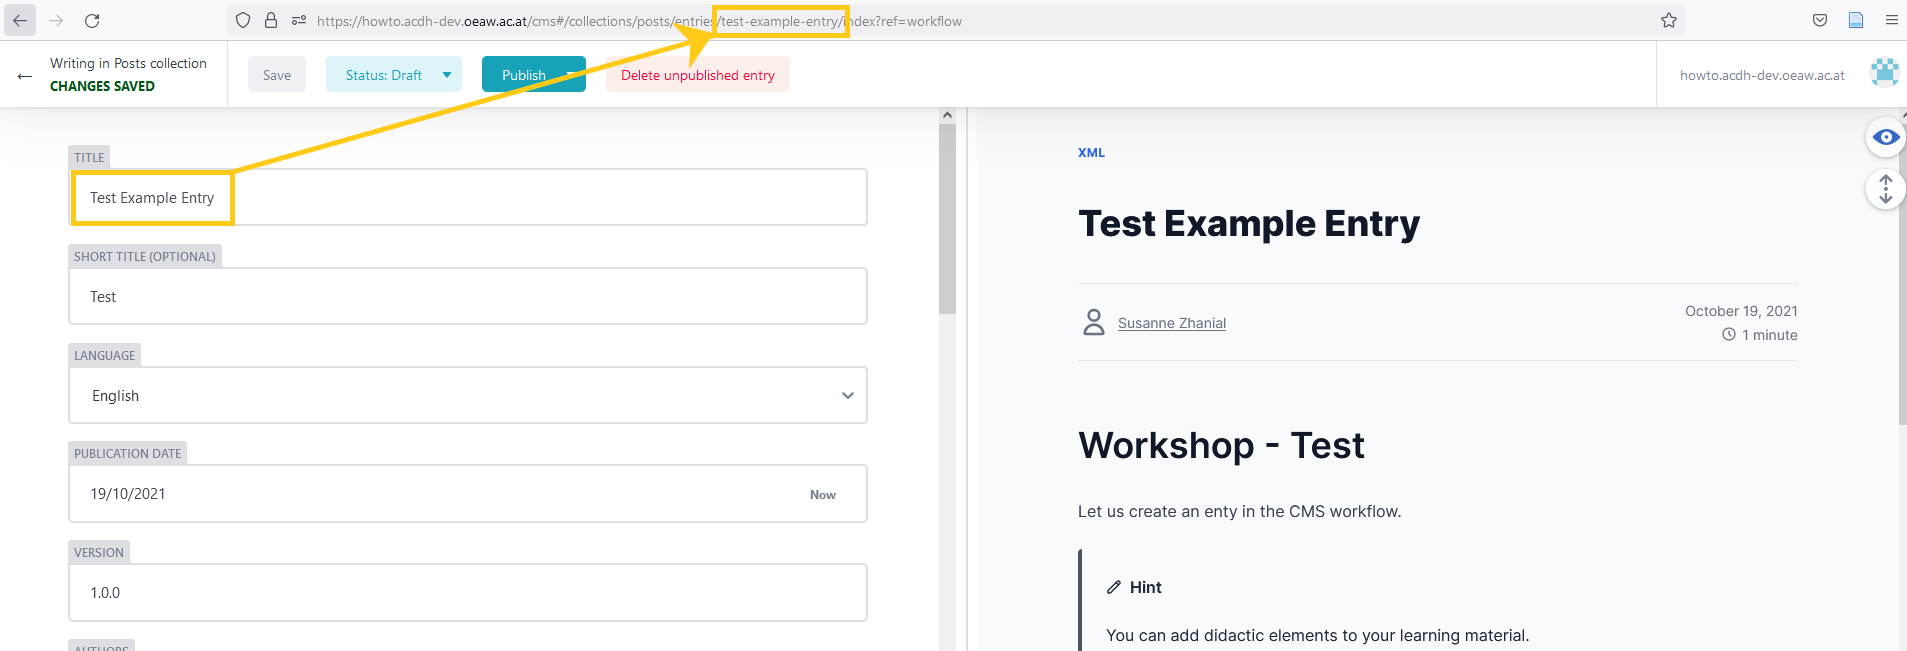 https://howto.acdh-dev.oeaw.ac.at/cms#/collections/posts/entries/test-example-entry/index?ref=workflow
Writing in Posts collection
CHANGES SAVED
Save
Status: Draft
Publish
Delete unpublished entry
howto.acdh-dev.oeaw.ac.at
TITLE
Test Example Entry
SHORT TITLE (OPTIONAL)
Test
LANGUAGE
English
PUBLICATION DATE
19/10/2021
Now
VERSION
1.0.0
AUTHORS
XML
Test Example Entry
Susanne Zhanial
October 19, 2021
1 minute
Workshop - Test
Let us create an enty in the CMS workflow.
Hint
You can add didactic elements to your learning material.